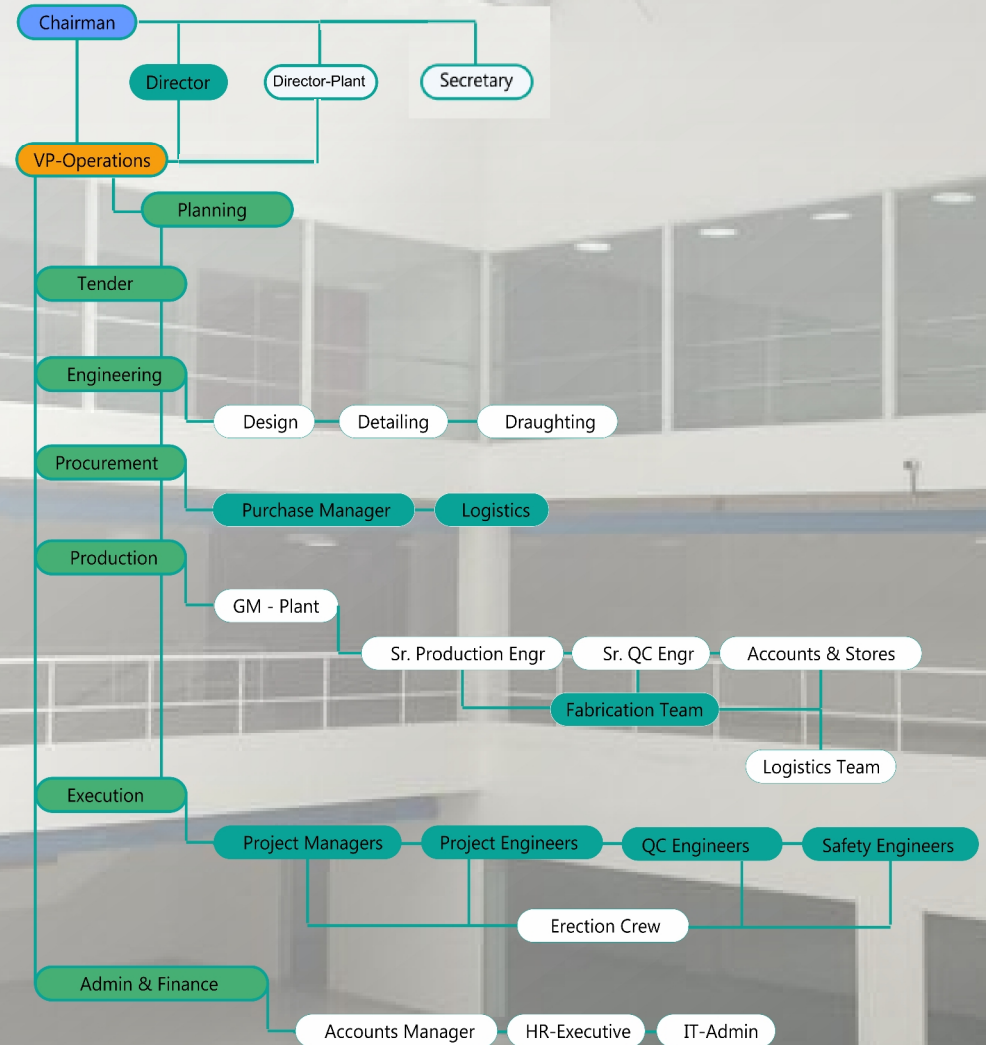 Chairman
Director
Director-Plant
Secretary
VP-Operations
Planning
Tender
Engineering
Design
Detailing
Draughting
Procurement
Purchase Manager
Logistics
Production
GM - Plant
Sr. Production Engr
Sr. QC Engr
Accounts & Stores
Fabrication Team
Logistics Team
Execution
Project Managers
Project Engineers
QC Engineers
Safety Engineers
Erection Crew
Admin & Finance
Accounts Manager
HR-Executive
IT-Admin